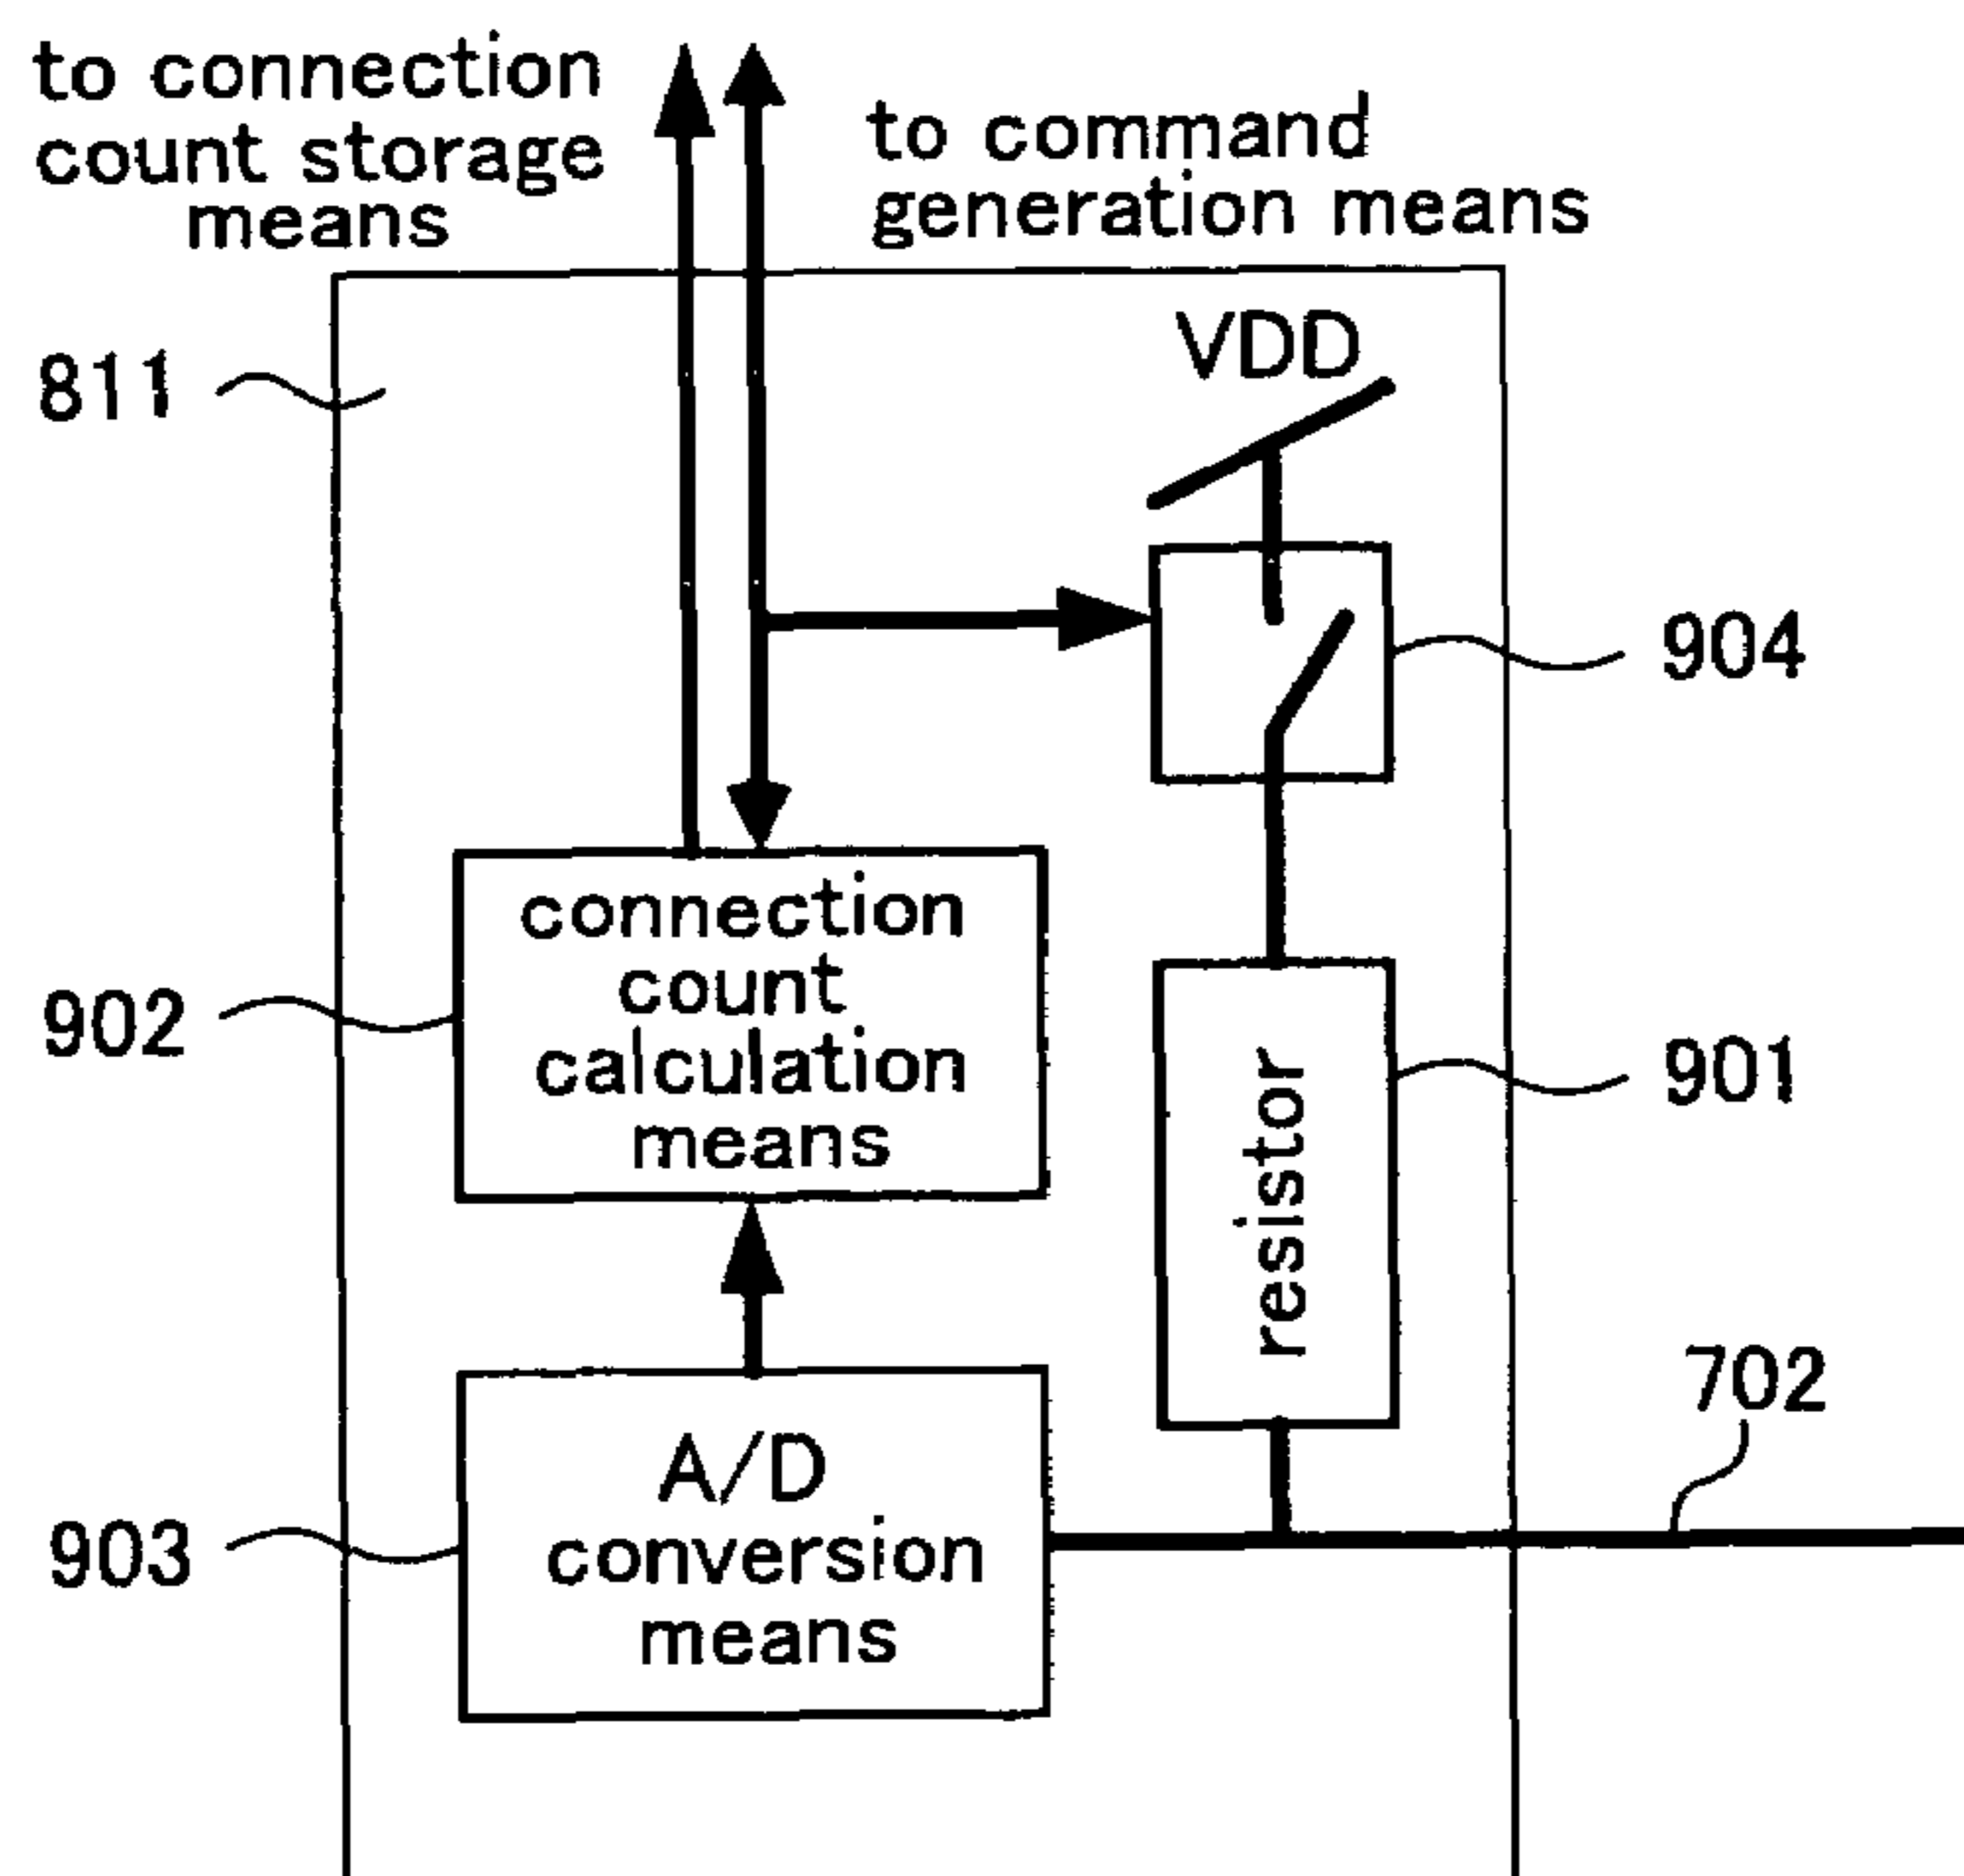 to connection
count storage
means
to command
generation means
VDD
811
904
connection
count
calculation
means
902
resistor
901
702
A/D
conversion
means
903